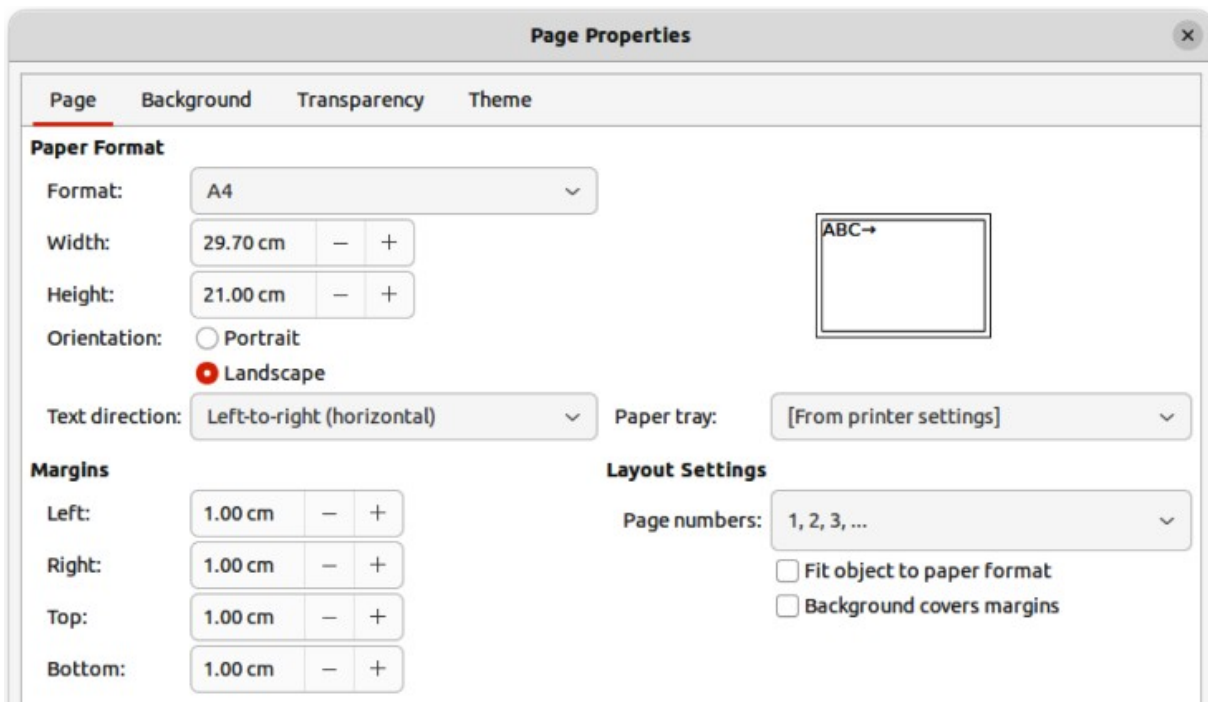 Page Properties
Page Background Transparency Theme
Paper Format
Format: A4
Width: 29.70 cm
Height: 21.00 cm
ABC→
Orientation: Portrait
Landscape
Text direction: Left-to-right (horizontal) Paper tray: [From printer settings]
Margins
Left: 1.00 cm
Right: 1.00 cm
Top: 1.00 cm
Bottom: 1.00 cm
Layout Settings
Page numbers: 1, 2, 3, ...
Fit object to paper format
Background covers margins